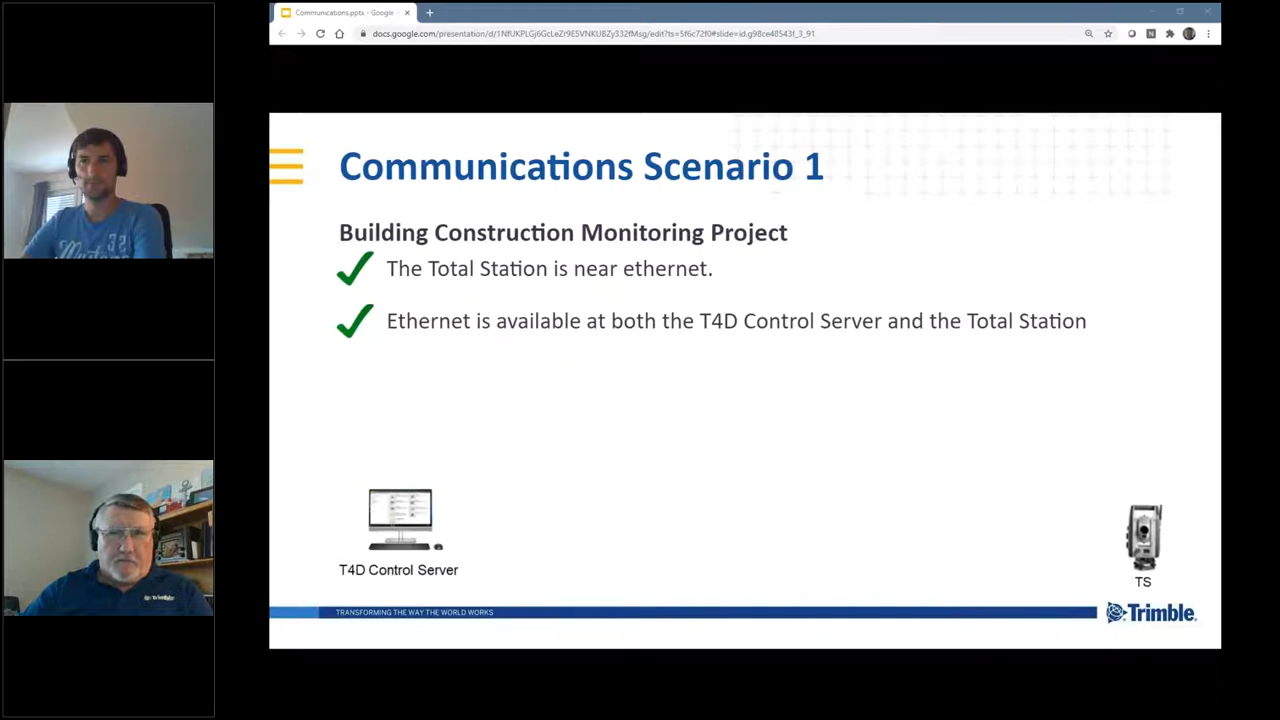 Communications.pptx - Google
docs.google.com/presentation/d/1NfUKPLGj6GcLeZr9E5VNKUBZy332fMsg/edit?ts=5f6c72f0#slide=id.g98ce48543f_3_91
Communications Scenario 1
Building Construction Monitoring Project
The Total Station is near ethernet.
Ethernet is available at both the T4D Control Server and the Total Station
T4D Control Server
TS
TRANSFORMING THE WAY THE WORLD WORKS
Trimble
32